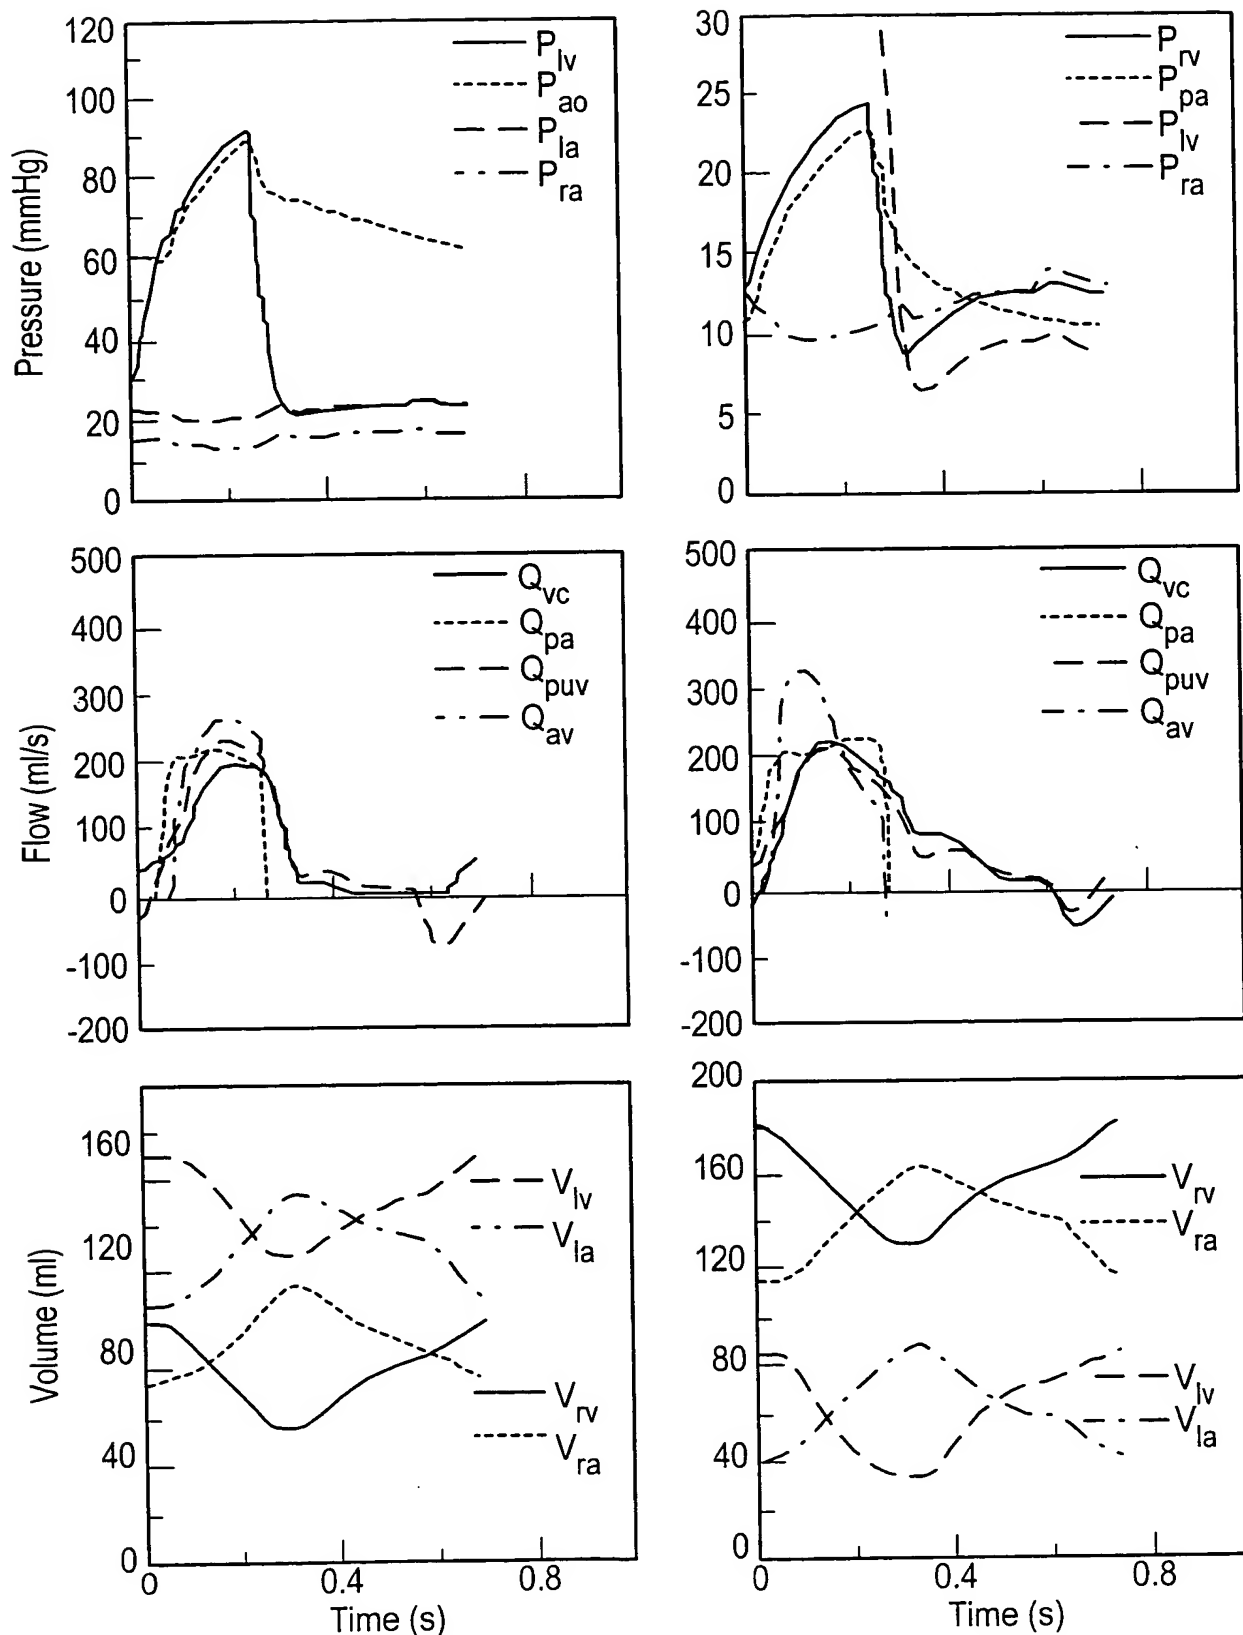 120
100
80
60
40
20
0
Pressure (mmHg)
P_lv
P_ao
P_la
P_ra
30
25
20
15
10
5
0
P_rv
P_pa
P_lv
P_ra
500
400
300
200
100
0
-100
-200
Flow (ml/s)
Q_vc
Q_pa
Q_puv
Q_av
500
400
300
200
100
0
-100
-200
Q_vc
Q_pa
Q_puv
Q_av
160
120
80
40
0
Volume (ml)
V_lv
V_la
V_rv
V_ra
0 0.4 0.8
Time (s)
200
160
120
80
40
0
V_rv
V_ra
V_lv
V_la
0 0.4 0.8
Time (s)